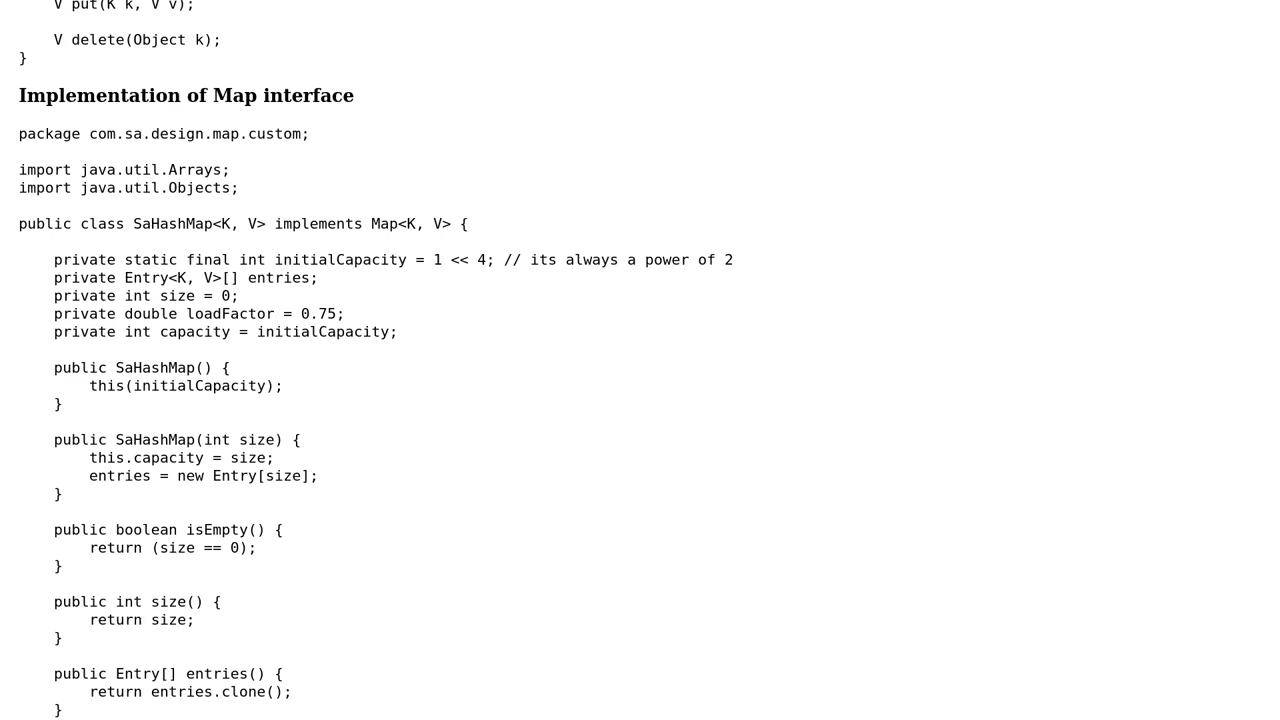 V put(K k, V v);

    V delete(Object k);
}
Implementation of Map interface
package com.sa.design.map.custom;

import java.util.Arrays;
import java.util.Objects;

public class SaHashMap<K, V> implements Map<K, V> {

    private static final int initialCapacity = 1 << 4; // its always a power of 2
    private Entry<K, V>[] entries;
    private int size = 0;
    private double loadFactor = 0.75;
    private int capacity = initialCapacity;

    public SaHashMap() {
        this(initialCapacity);
    }

    public SaHashMap(int size) {
        this.capacity = size;
        entries = new Entry[size];
    }

    public boolean isEmpty() {
        return (size == 0);
    }

    public int size() {
        return size;
    }

    public Entry[] entries() {
        return entries.clone();
    }